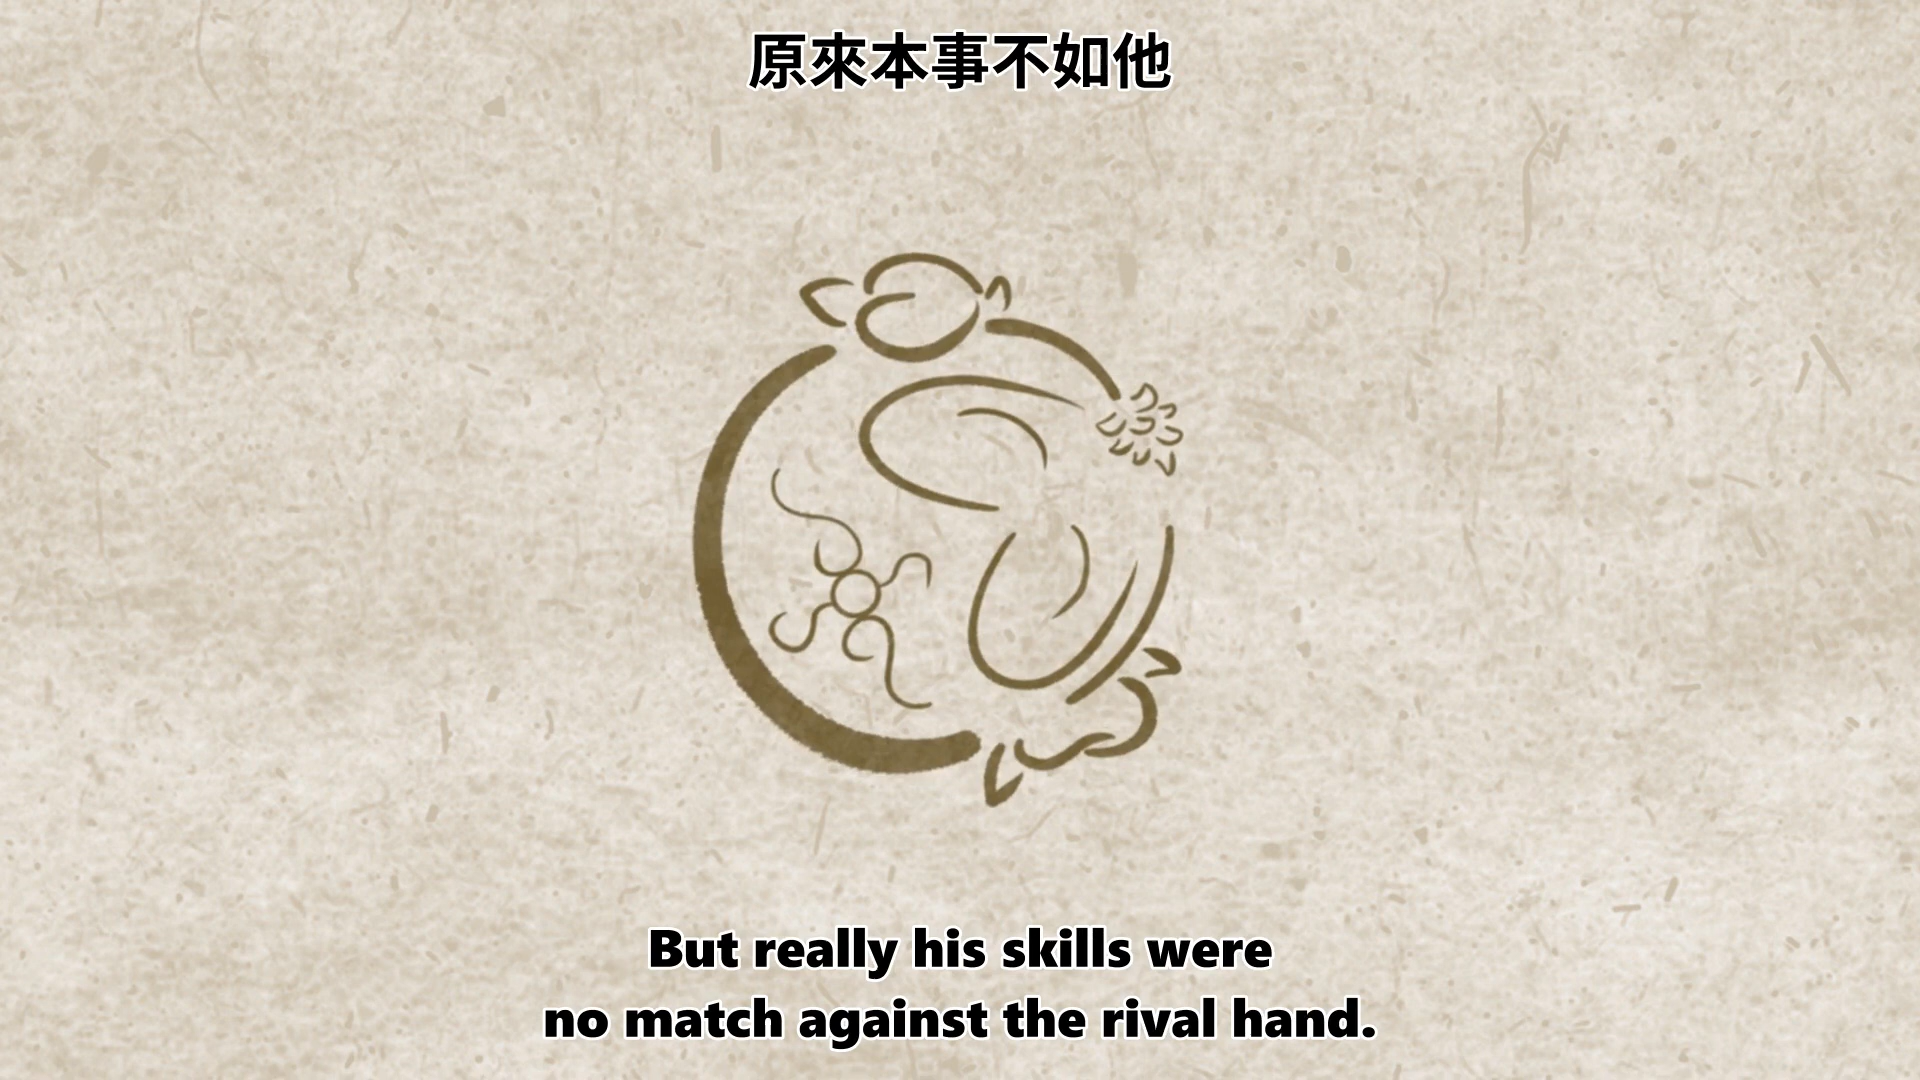 原來本事不如他
But really his skills were
no match against the rival hand.